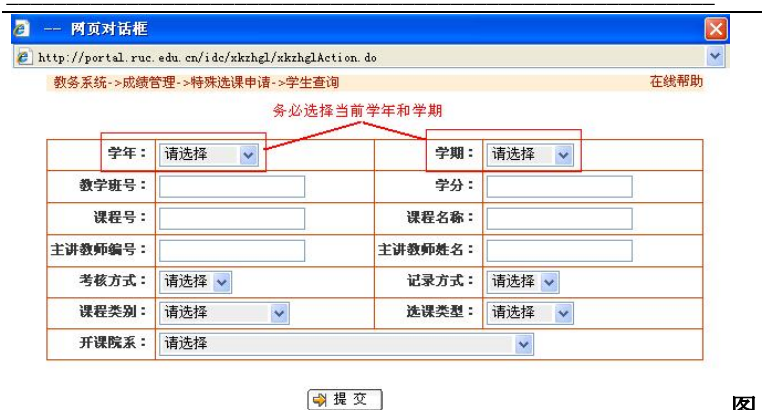 -- 网页对话框
http://portal.ruc.edu.cn/idc/xkzhgl/xkzhglAction.do
教务系统->成绩管理->特殊选课申请->学生查询 在线帮助
务必选择当前学年和学期
学年： 请选择 学期： 请选择
教学班号： 学分：
课程号： 课程名称：
主讲教师编号： 主讲教师姓名：
考核方式： 请选择 记录方式： 请选择
课程类别： 请选择 选课类型： 请选择
开课院系： 请选择
提 交
图